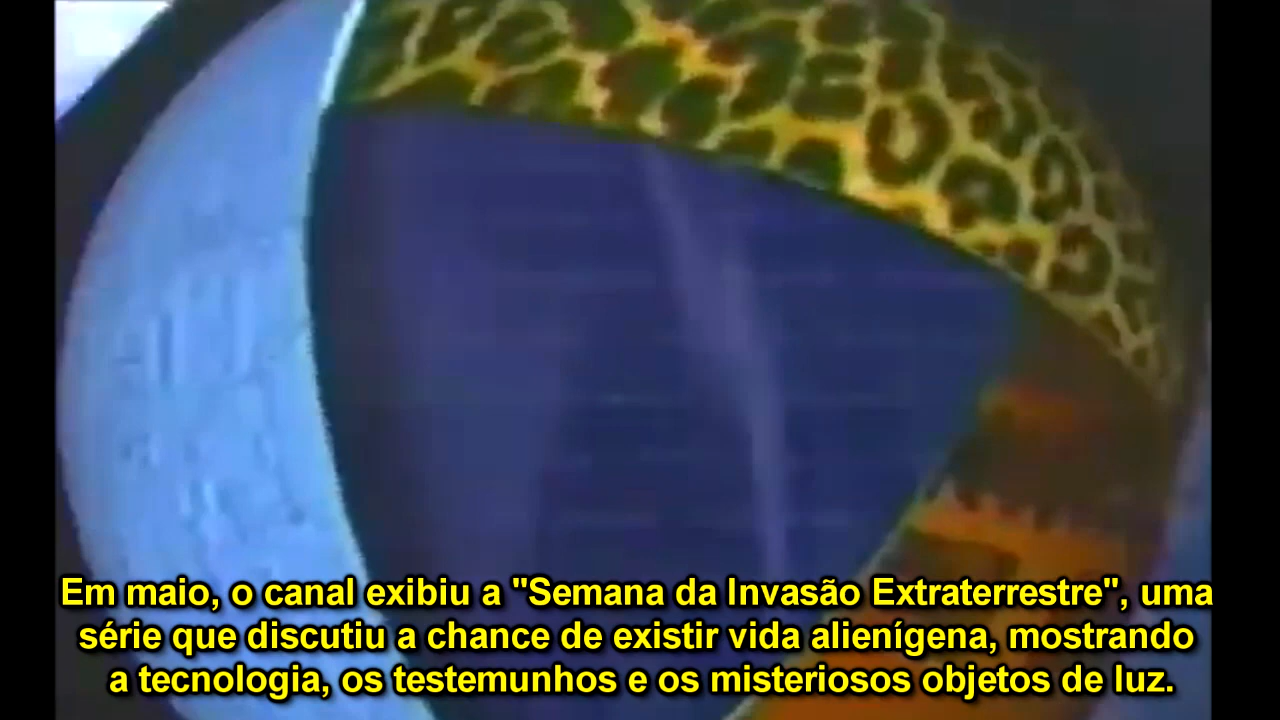 Em maio, o canal exibiu a "Semana da Invasão Extraterrestre", uma
série que discutiu a chance de existir vida alienígena, mostrando
a tecnologia, os testemunhos e os misteriosos objetos de luz.